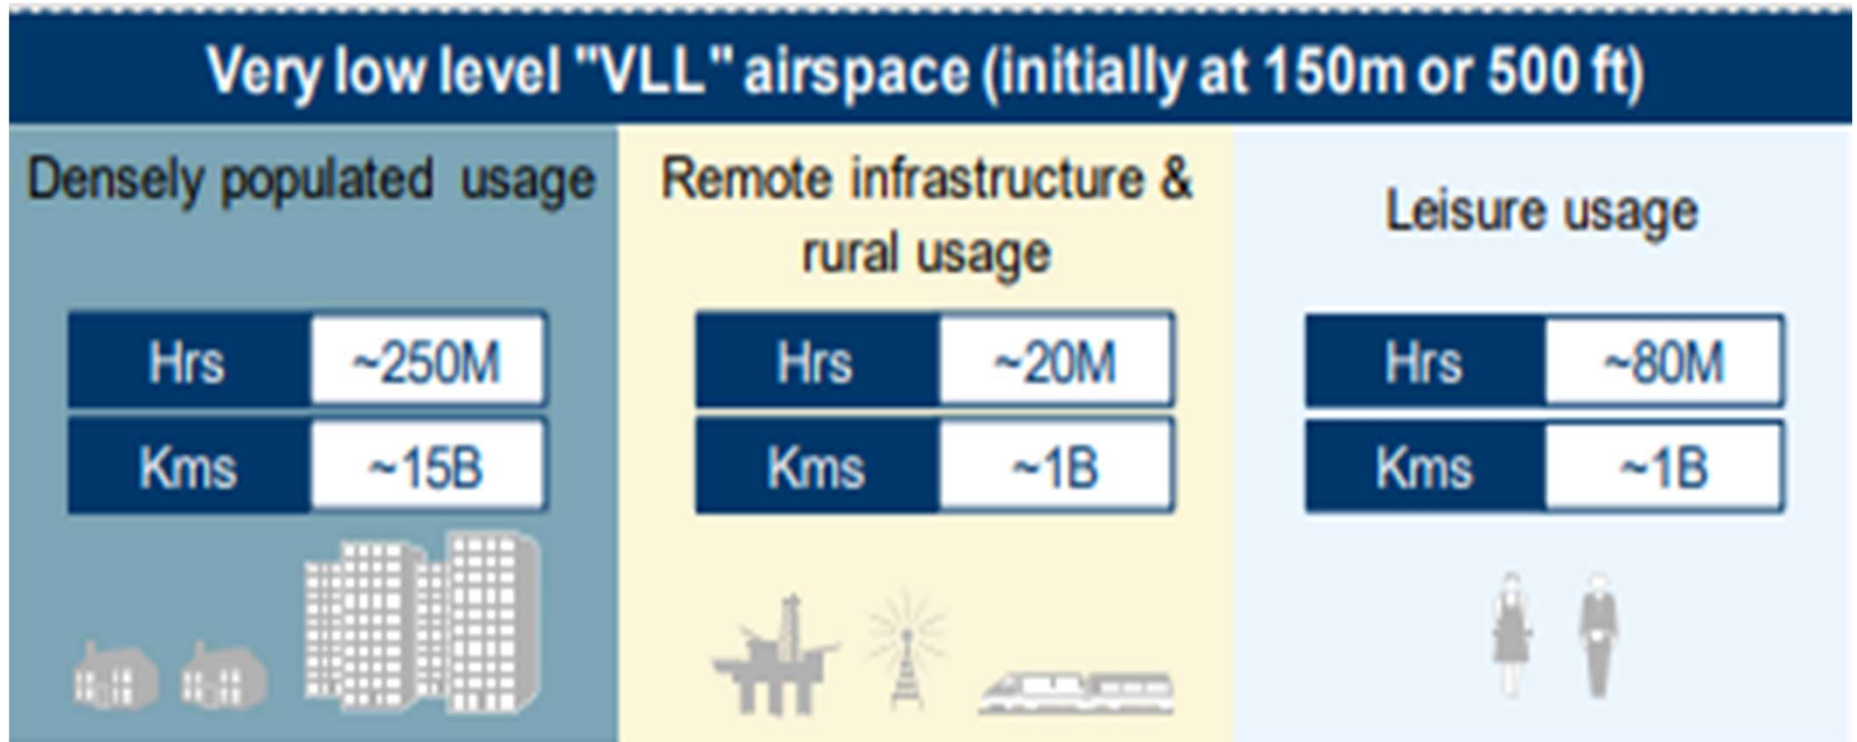 Very low level "VLL" airspace (initially at 150m or 500 ft)
Densely populated usage
Hrs ~250M
Kms ~15B
Remote infrastructure &
rural usage
Hrs ~20M
Kms ~1B
Leisure usage
Hrs ~80M
Kms ~1B